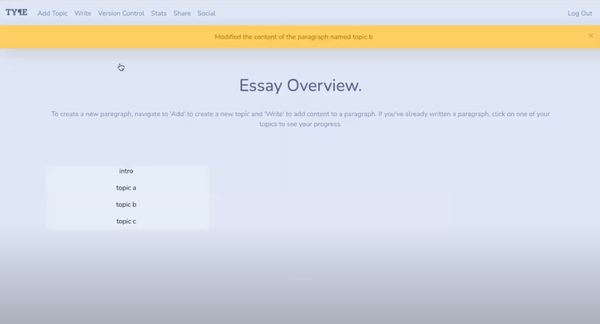 TYPE Add Topic Write Version Control Stats Share Social Log Out
Modified the content of the paragraph named topic b ×
Essay Overview.
To create a new paragraph, navigate to 'Add' to create a new topic and 'Write' to add content to a paragraph. If you've already written a paragraph, click on one of your
topics to see your progress.
intro
topic a
topic b
topic c